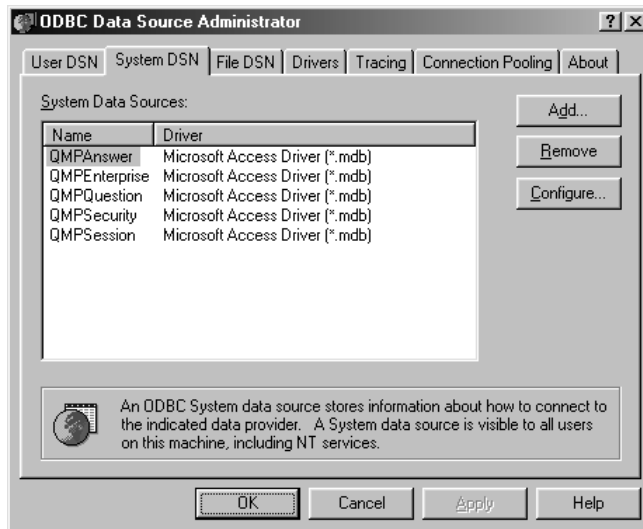 ODBC Data Source Administrator
User DSN System DSN File DSN Drivers Tracing Connection Pooling About
System Data Sources:
Add...
Name Driver
QMPAnswer Microsoft Access Driver (*.mdb)
Remove
QMPEnterprise Microsoft Access Driver (*.mdb)
QMPQuestion Microsoft Access Driver (*.mdb)
Configure...
QMPSecurity Microsoft Access Driver (*.mdb)
QMPSession Microsoft Access Driver (*.mdb)
An ODBC System data source stores information about how to connect to
the indicated data provider. A System data source is visible to all users
on this machine, including NT services.
OK Cancel Apply Help